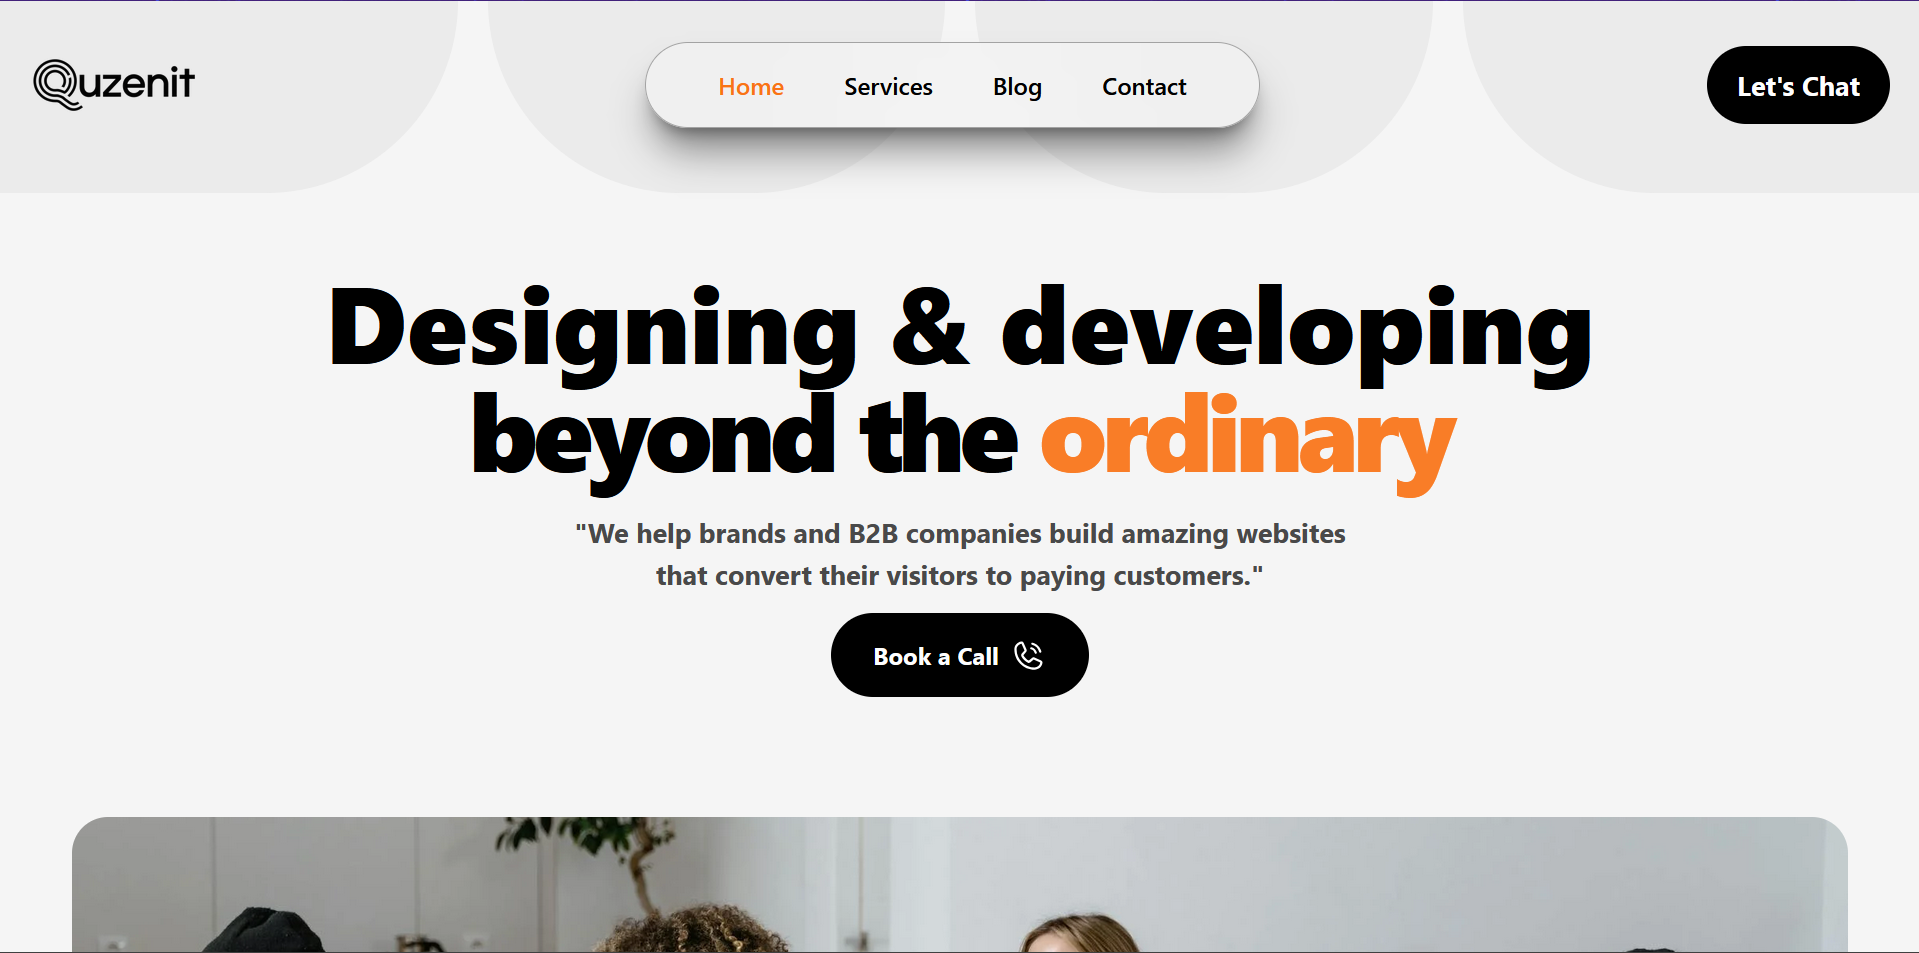 Quzenit
Home Services Blog Contact
Let's Chat
Designing & developing
beyond the ordinary
"We help brands and B2B companies build amazing websites
that convert their visitors to paying customers."
Book a Call